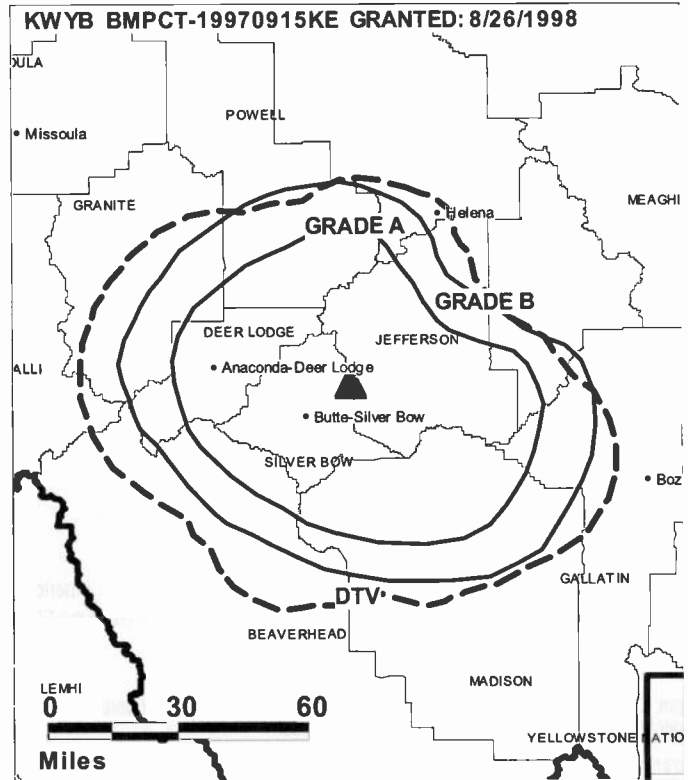 KWYB BMPCT-19970915KE GRANTED: 8/26/1998
OULA
POWELL
Missoula
GRANITE
MEAGHI
Helena
GRADE A
GRADE B
DEER LODGE
JEFFERSON
ALLI
Anaconda-Deer Lodge
Butte-Silver Bow
SILVER BOW
Boz
GALLATIN
DTV
BEAVERHEAD
LEMHI
MADISON
0 30 60
YELLOWSTONE NATIO
Miles